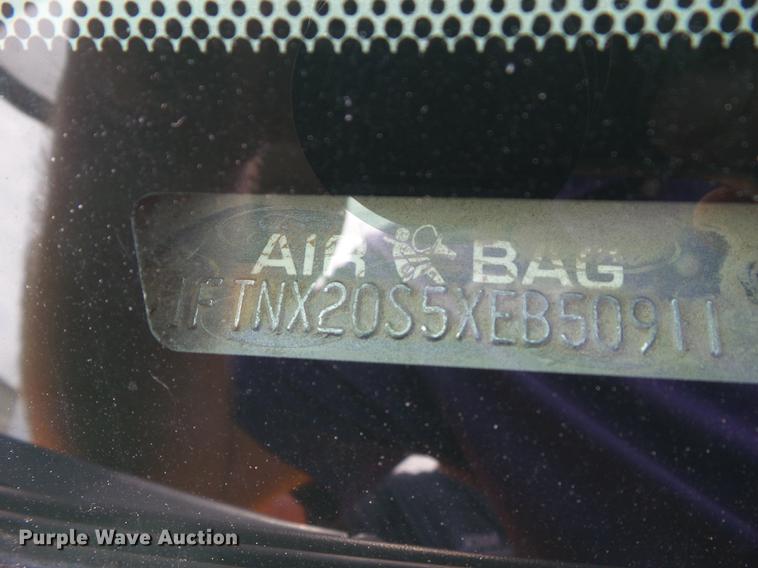 AIR BAG
1FTNX20S5XEB50911
Purple Wave Auction